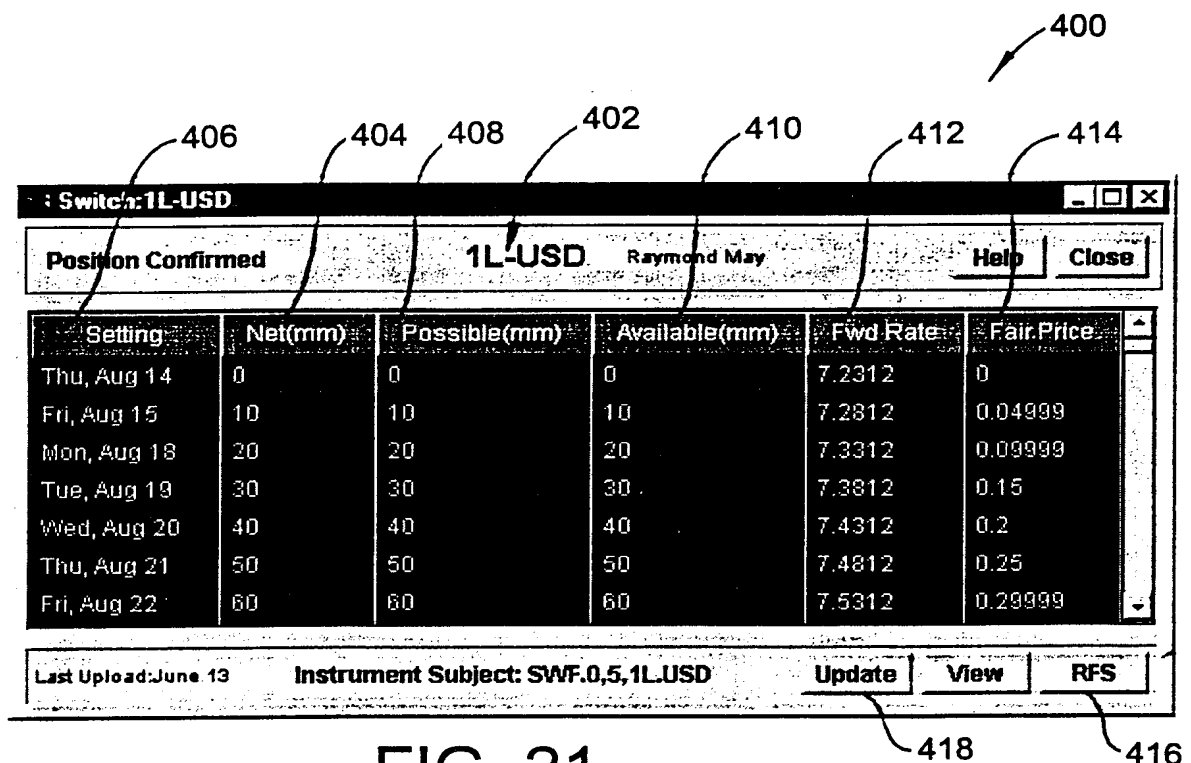 400
406 404 408 402 410 412 414
Switch:1L-USD
Position Confirmed 1L-USD Raymond May Help Close
Setting Net(mm) Possible(mm) Available(mm) Fwd Rate Fair.Price
Thu, Aug 14 0 0 0 7.2312 0
Fri, Aug 15 10 10 10 7.2812 0.04999
Mon, Aug 18 20 20 20 7.3312 0.09999
Tue, Aug 19 30 30 30 7.3812 0.15
Wed, Aug 20 40 40 40 7.4312 0.2
Thu, Aug 21 50 50 50 7.4812 0.25
Fri, Aug 22 60 60 60 7.5312 0.29999
Last Upload:June 13 Instrument Subject: SWF.0,5,1L.USD Update View RFS
418 416
FIG. 21